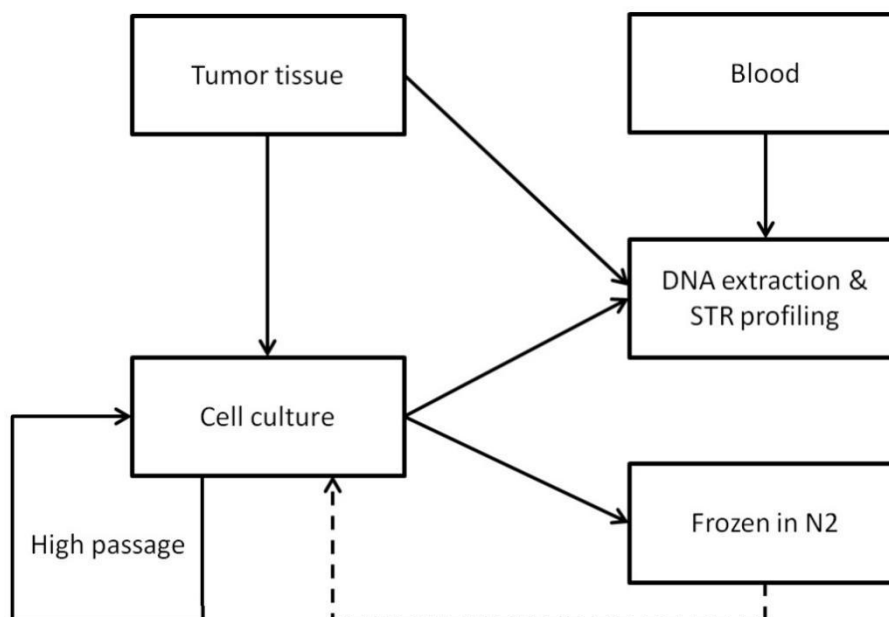 Tumor tissue
Blood
DNA extraction &
STR profiling
Cell culture
High passage
Frozen in N2